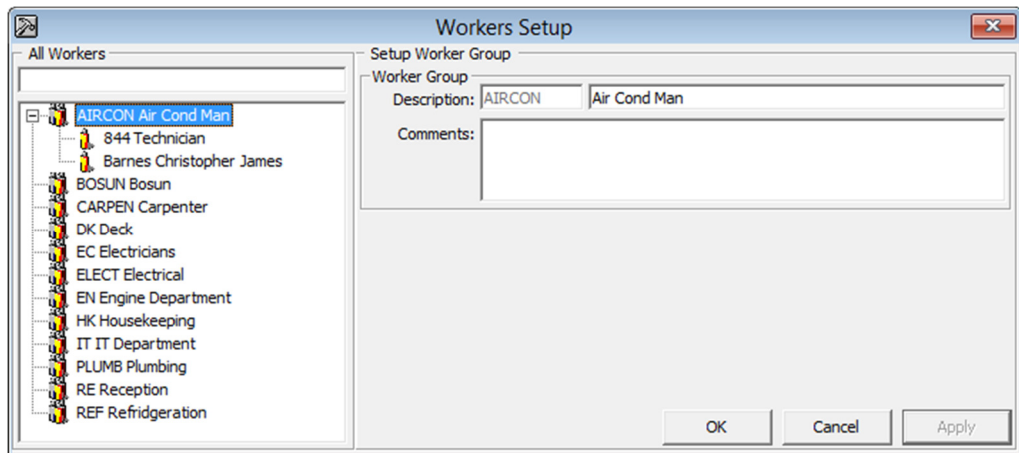 Workers Setup
All Workers
AIRCON Air Cond Man
844 Technician
Barnes Christopher James
BOSUN Bosun
CARPEN Carpenter
DK Deck
EC Electricians
ELECT Electrical
EN Engine Department
HK Housekeeping
IT IT Department
PLUMB Plumbing
RE Reception
REF Refridgeration
Setup Worker Group
Worker Group
Description: AIRCON Air Cond Man
Comments:
OK Cancel Apply